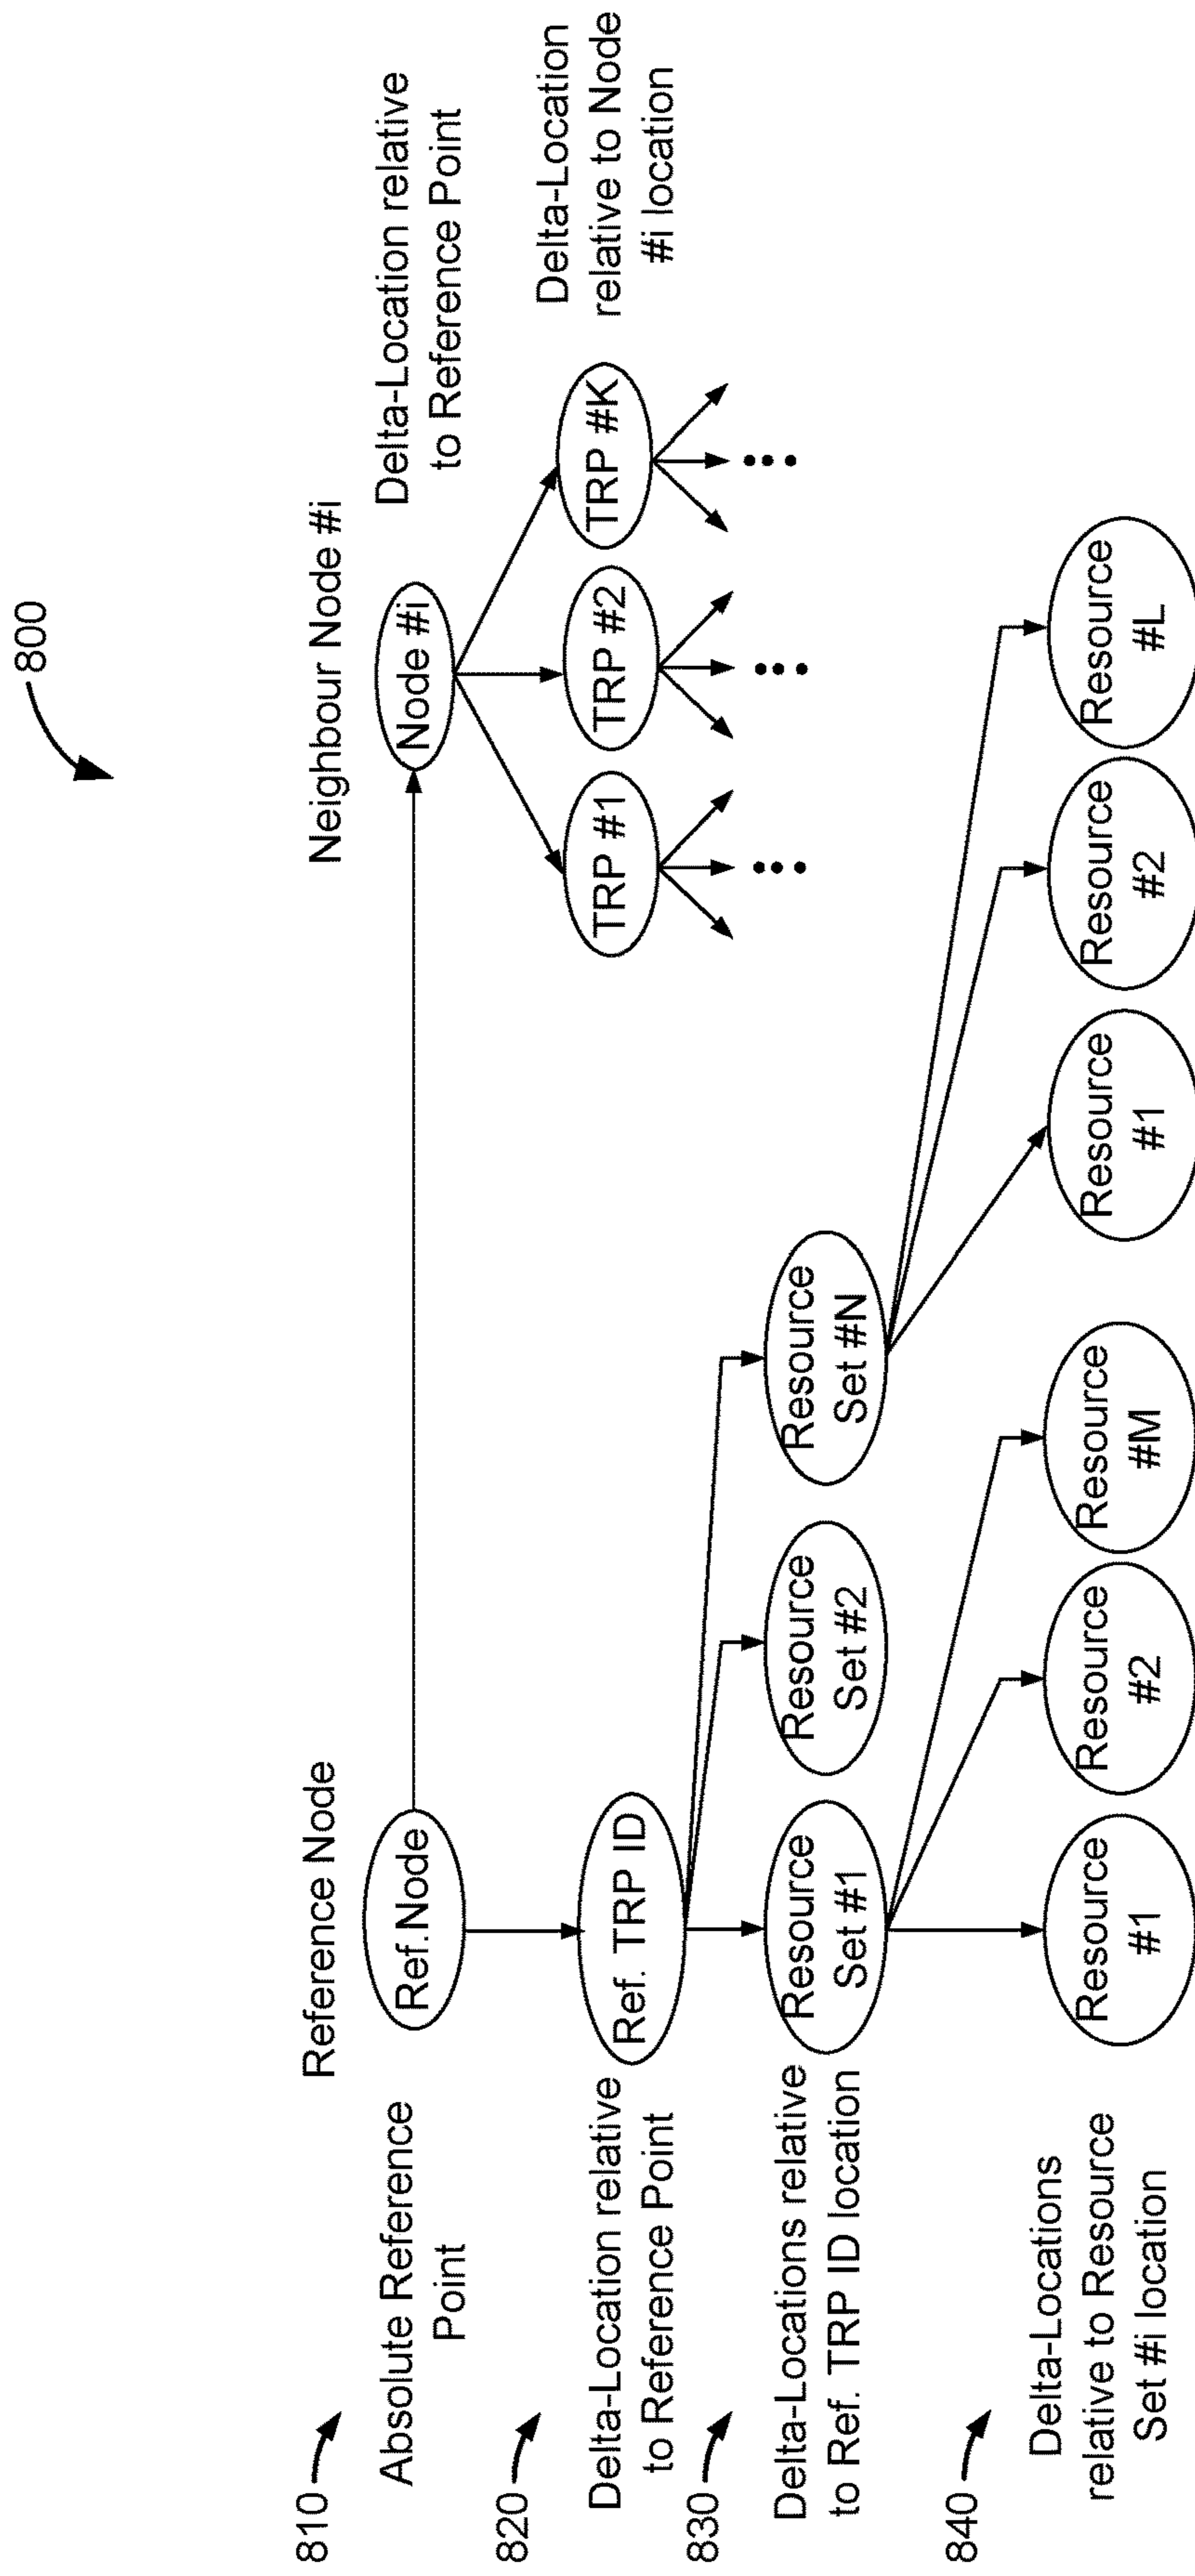 800
Reference Node
Neighbour Node #i
810
Absolute Reference
Point
Ref.Node
Node #i
Delta-Location relative
to Reference Point
820
Delta-Location relative
to Reference Point
Ref. TRP ID
TRP #1
TRP #2
TRP #K
Delta-Location
relative to Node
#i location
830
Delta-Locations relative
to Ref. TRP ID location
Resource
Set #1
Resource
Set #2
Resource
Set #N
840
Delta-Locations
relative to Resource
Set #i location
Resource
#1
Resource
#2
Resource
#M
Resource
#1
Resource
#2
Resource
#L